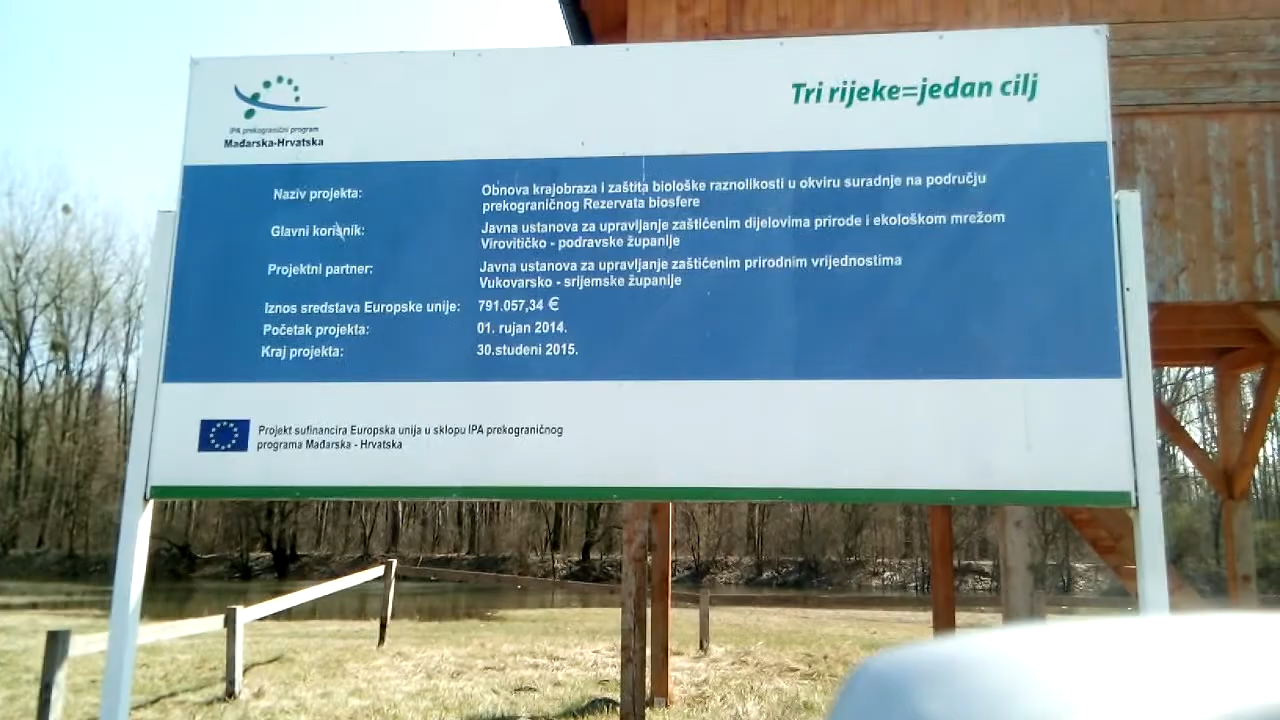 IPA prekogranični program
Mađarska-Hrvatska
Tri rijeke=jedan cilj
Naziv projekta: Obnova krajobraza i zaštita biološke raznolikosti u okviru suradnje na području
prekograničnog Rezervata biosfere
Glavni korisnik: Javna ustanova za upravljanje zaštićenim dijelovima prirode i ekološkom mrežom
Virovitičko - podravske županije
Projektni partner: Javna ustanova za upravljanje zaštićenim prirodnim vrijednostima
Vukovarsko - srijemske županije
Iznos sredstava Europske unije: 791.057,34 €
Početak projekta: 01. rujan 2014.
Kraj projekta: 30.studeni 2015.
Projekt sufinancira Europska unija u sklopu IPA prekograničnog
programa Mađarska - Hrvatska